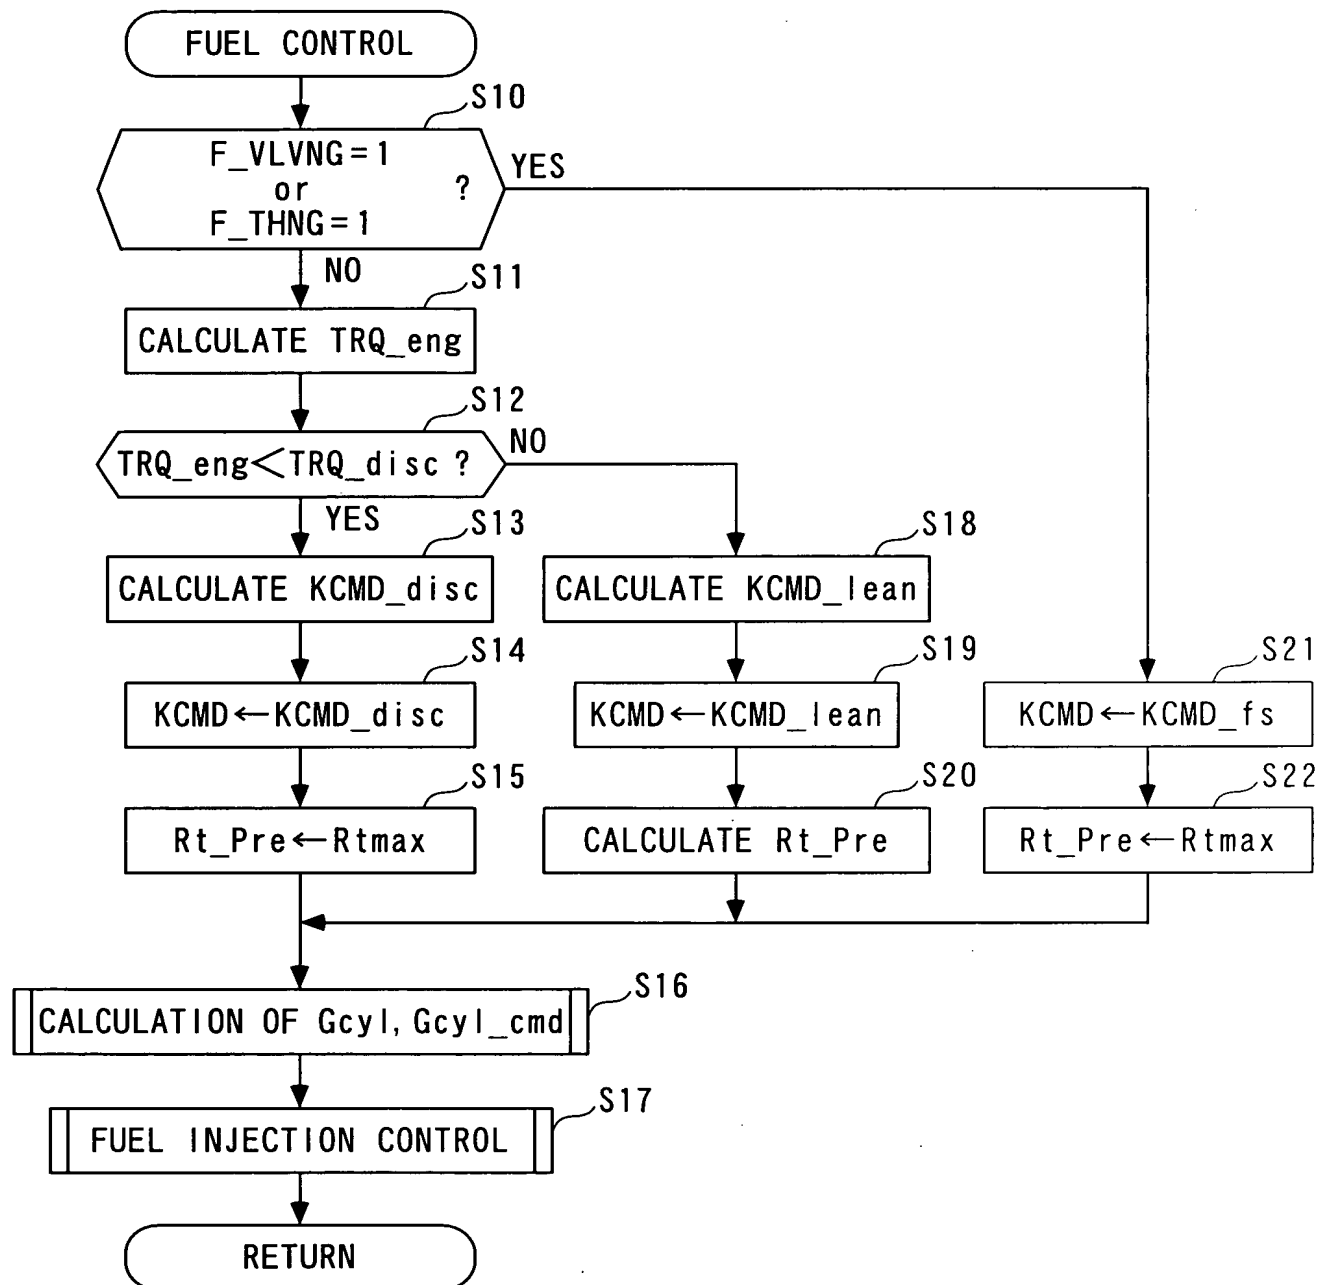 FUEL CONTROL
S10
F_VLVNG=1
or ?
F_THNG=1
YES
NO
S11
CALCULATE TRQ_eng
S12
TRQ_eng<TRQ_disc ?
NO
YES
S13
CALCULATE KCMD_disc
S18
CALCULATE KCMD_lean
S14
KCMD←KCMD_disc
S19
KCMD←KCMD_lean
S21
KCMD←KCMD_fs
S15
Rt_Pre←Rtmax
S20
CALCULATE Rt_Pre
S22
Rt_Pre←Rtmax
S16
CALCULATION OF Gcyl, Gcyl_cmd
S17
FUEL INJECTION CONTROL
RETURN